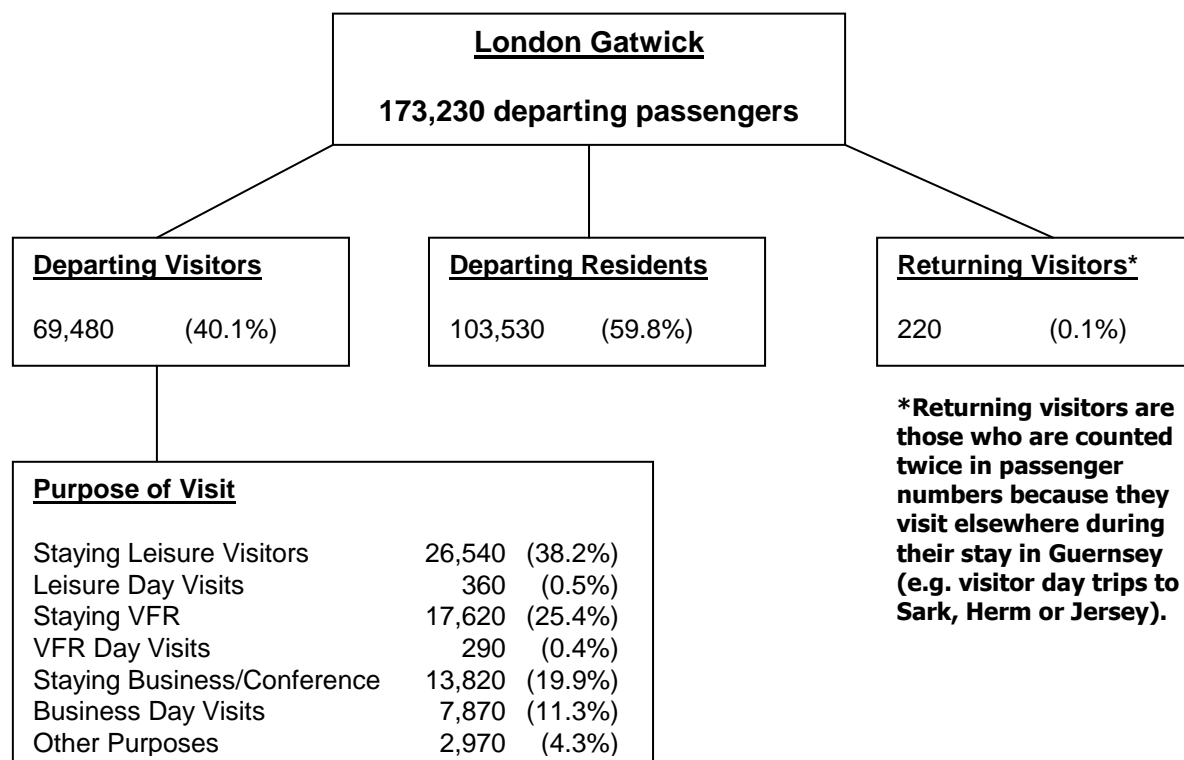 London Gatwick
173,230 departing passengers
Departing Visitors
69,480 (40.1%)
Departing Residents
103,530 (59.8%)
Returning Visitors*
220 (0.1%)
*Returning visitors are
those who are counted
twice in passenger
numbers because they
visit elsewhere during
their stay in Guernsey
(e.g. visitor day trips to
Sark, Herm or Jersey).
Purpose of Visit
Staying Leisure Visitors 26,540 (38.2%)
Leisure Day Visits 360 (0.5%)
Staying VFR 17,620 (25.4%)
VFR Day Visits 290 (0.4%)
Staying Business/Conference 13,820 (19.9%)
Business Day Visits 7,870 (11.3%)
Other Purposes 2,970 (4.3%)